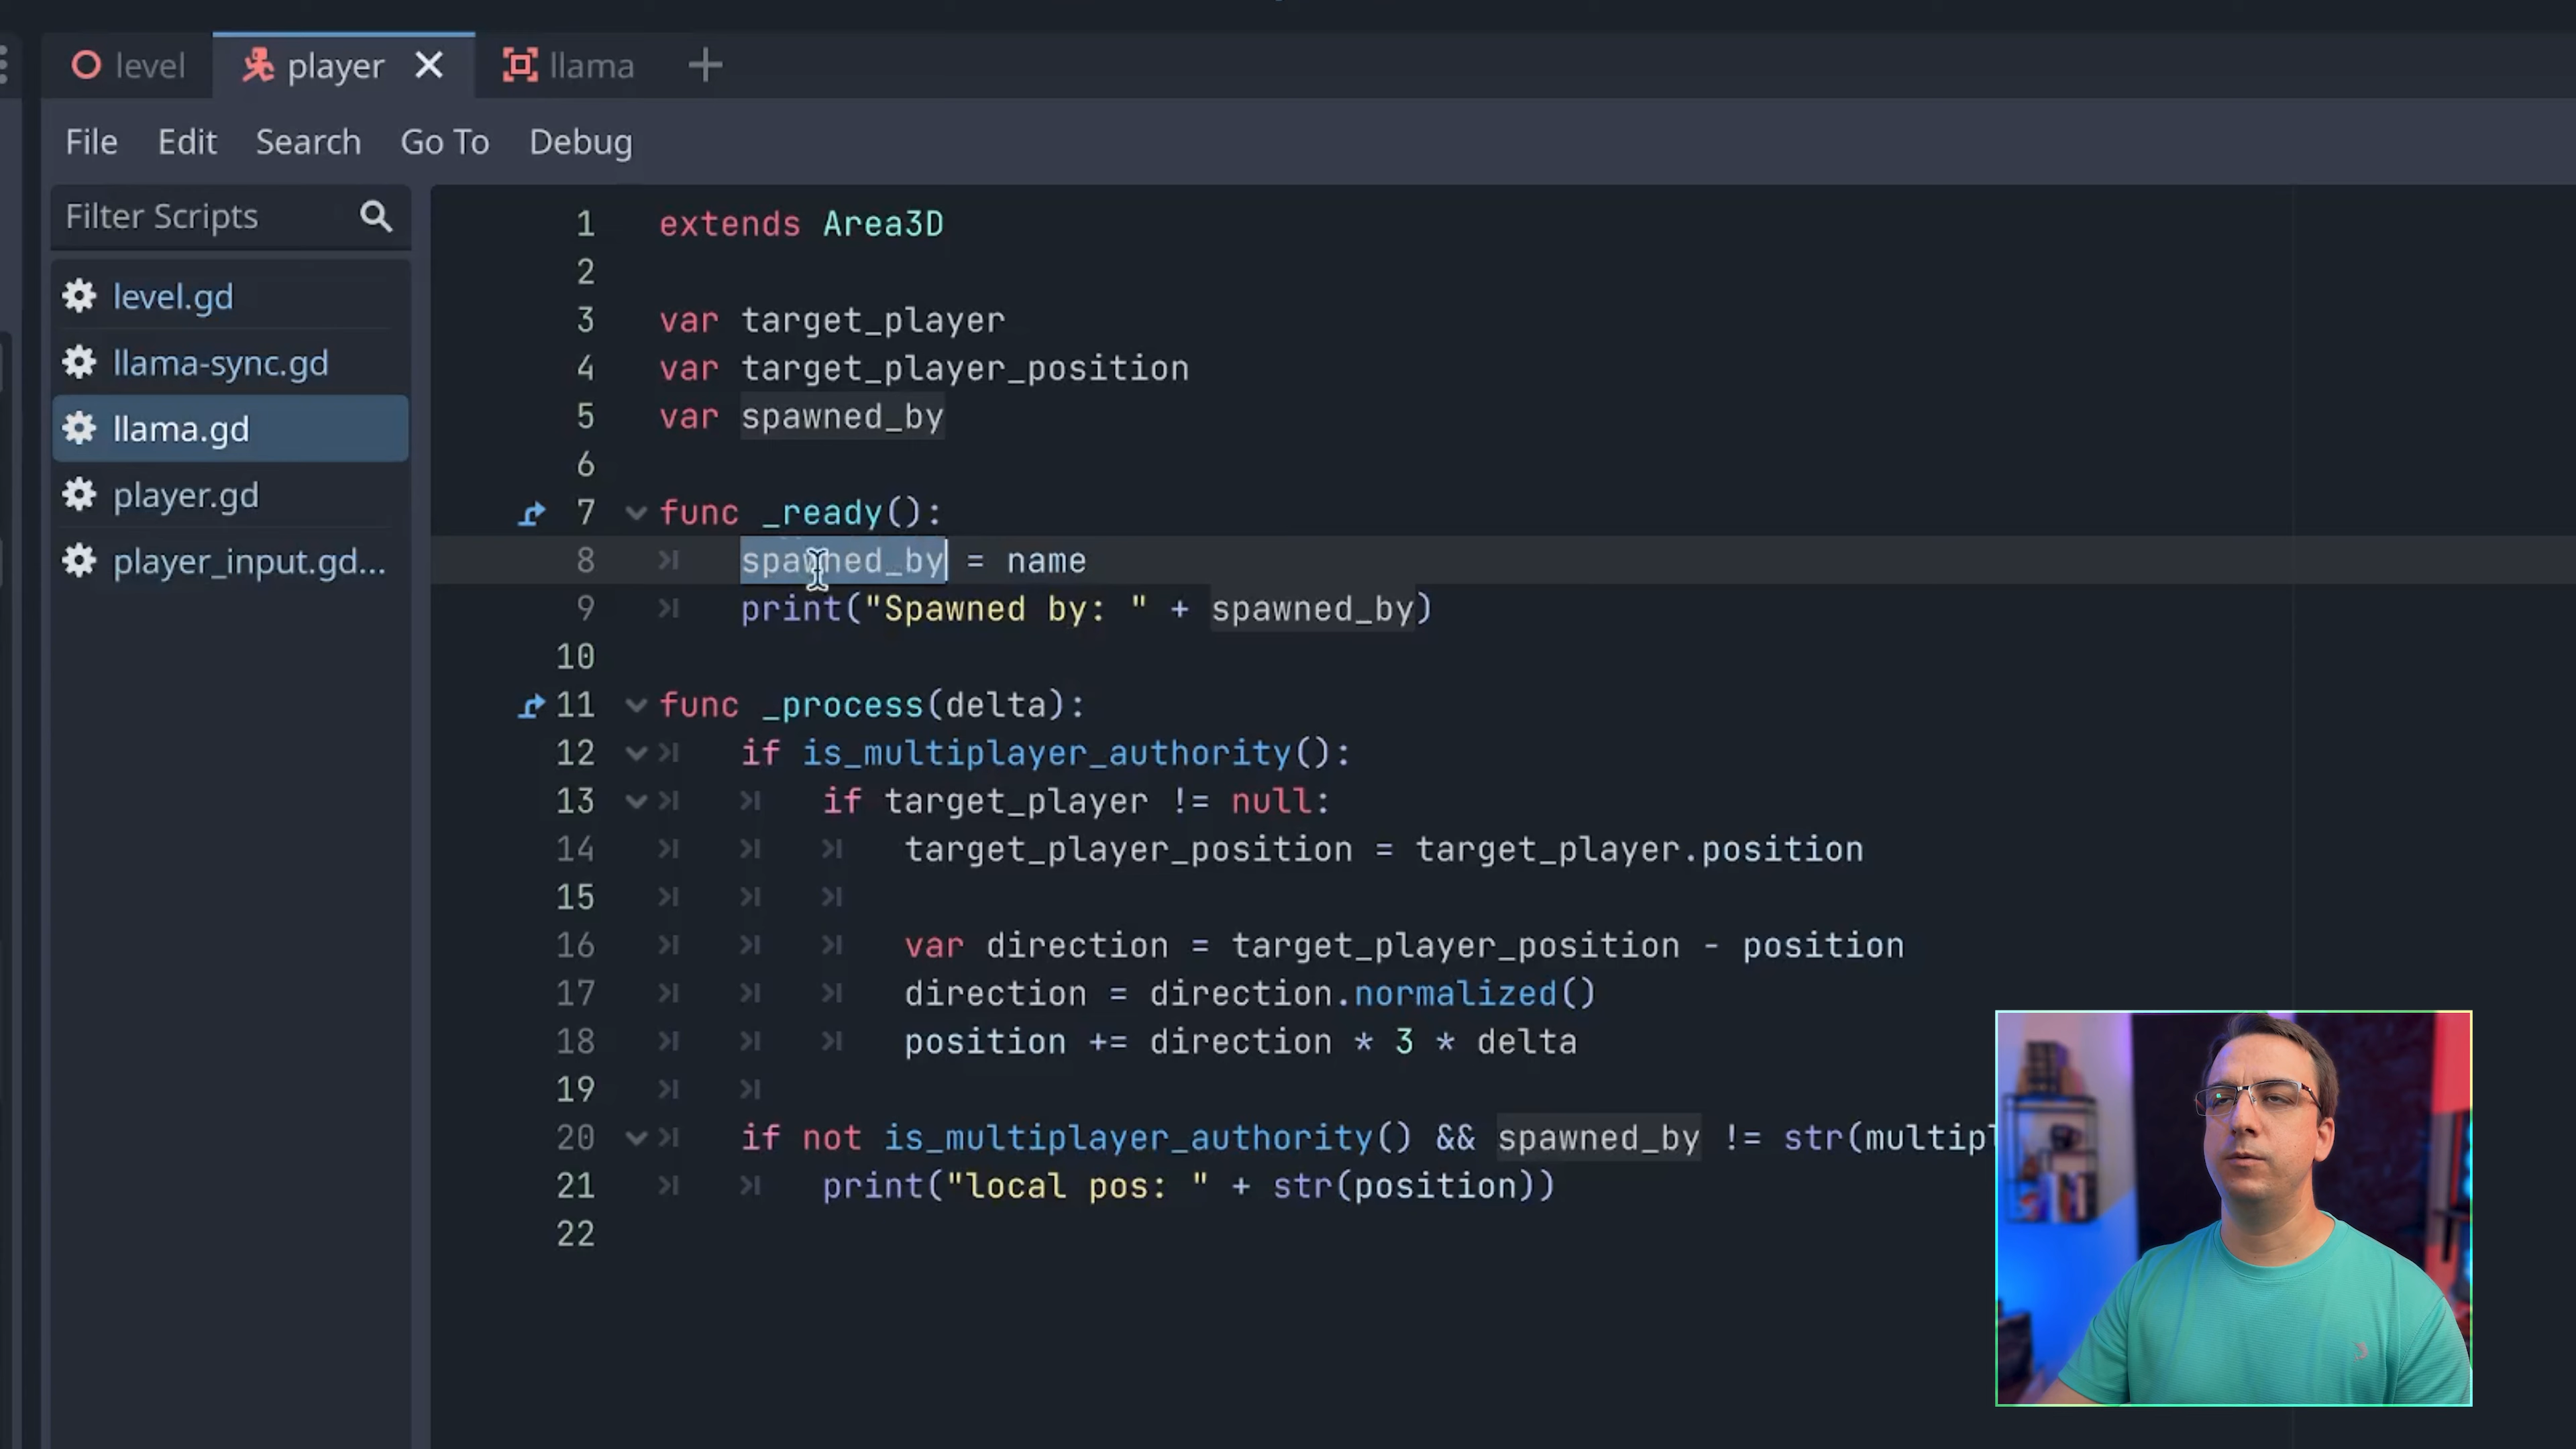 level
player
llama
File Edit Search Go To Debug
Filter Scripts
level.gd
llama-sync.gd
llama.gd
player.gd
player_input.gd...
1 extends Area3D
2
3 var target_player
4 var target_player_position
5 var spawned_by
6
7 func _ready():
8 spawned_by = name
9 print("Spawned by: " + spawned_by)
10
11 func _process(delta):
12 if is_multiplayer_authority():
13 if target_player != null:
14 target_player_position = target_player.position
15
16 var direction = target_player_position - position
17 direction = direction.normalized()
18 position += direction * 3 * delta
19
20 if not is_multiplayer_authority() && spawned_by != str(multipl
21 print("local pos: " + str(position))
22